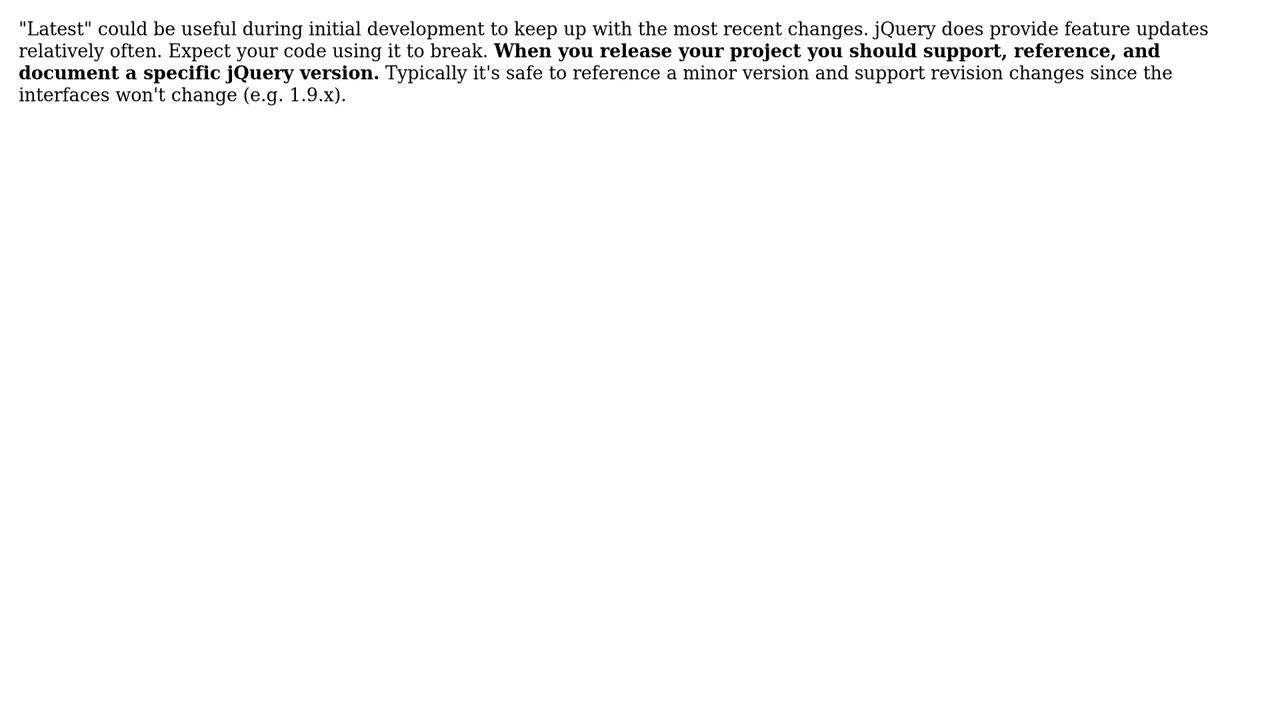 "Latest" could be useful during initial development to keep up with the most recent changes. jQuery does provide feature updates
relatively often. Expect your code using it to break. When you release your project you should support, reference, and
document a specific jQuery version. Typically it's safe to reference a minor version and support revision changes since the
interfaces won't change (e.g. 1.9.x).